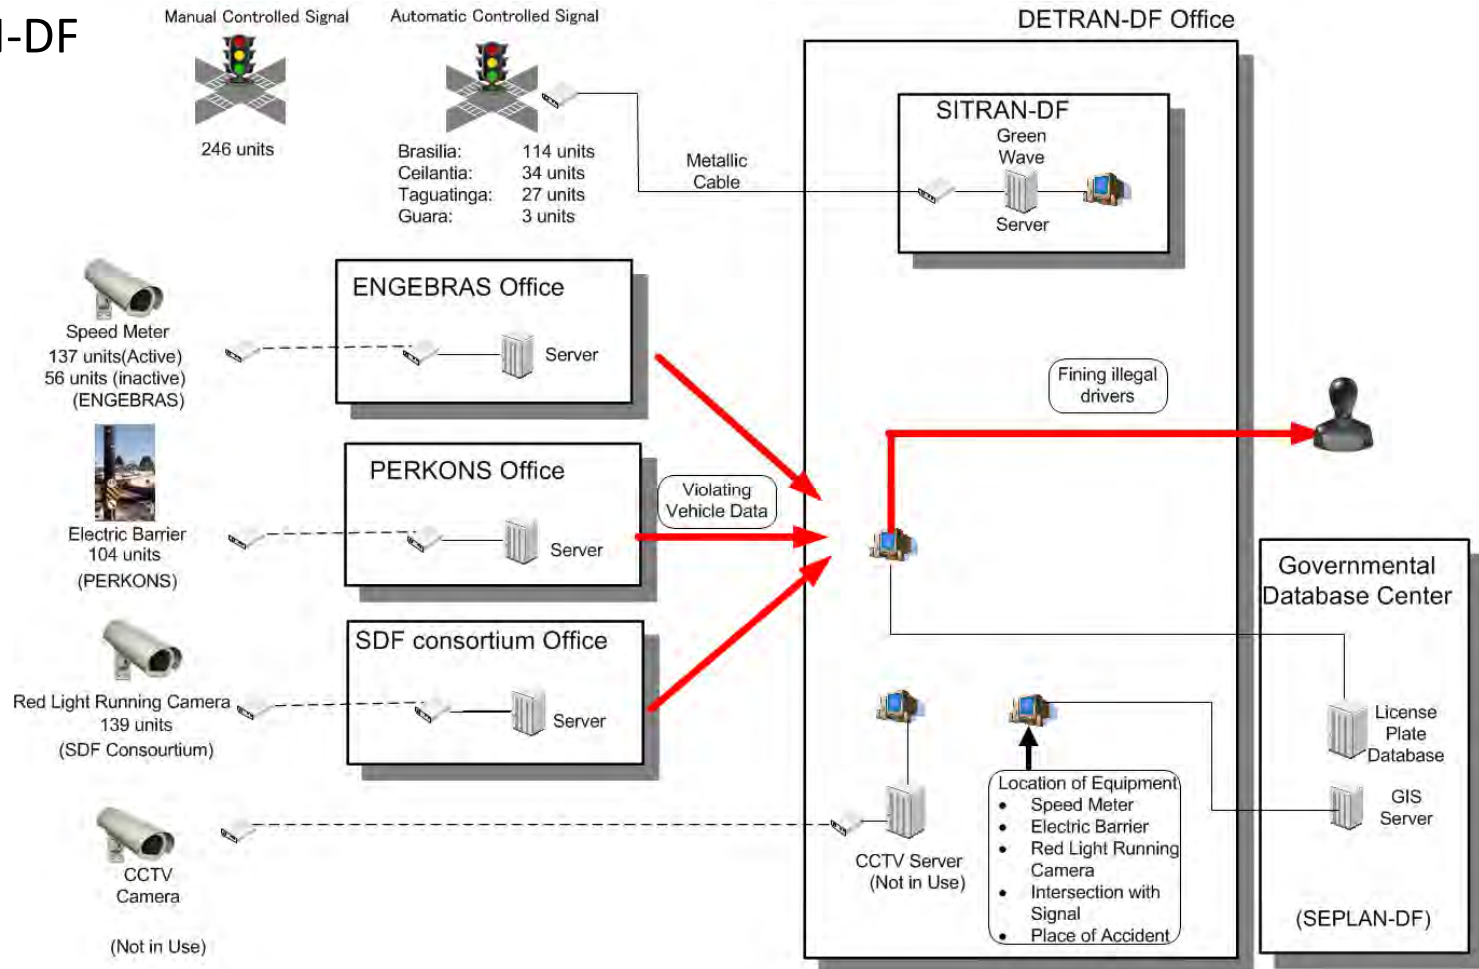 I-DF
Manual Controlled Signal
246 units
Automatic Controlled Signal
Brasilia: 114 units
Ceilantia: 34 units
Taguatinga: 27 units
Guara: 3 units
Metallic
Cable
DETRAN-DF Office
SITRAN-DF
Green
Wave
Server
Speed Meter
137 units(Active)
56 units (inactive)
(ENGEBRAS)
ENGEBRAS Office
Server
Fining illegal
drivers
Electric Barrier
104 units
(PERKONS)
PERKONS Office
Server
Violating
Vehicle Data
Red Light Running Camera
139 units
(SDF Consourtium)
SDF consortium Office
Server
CCTV
Camera
(Not in Use)
CCTV Server
(Not in Use)
Location of Equipment
• Speed Meter
• Electric Barrier
• Red Light Running
Camera
• Intersection with
Signal
• Place of Accident
Governmental
Database Center
License
Plate
Database
GIS
Server
(SEPLAN-DF)